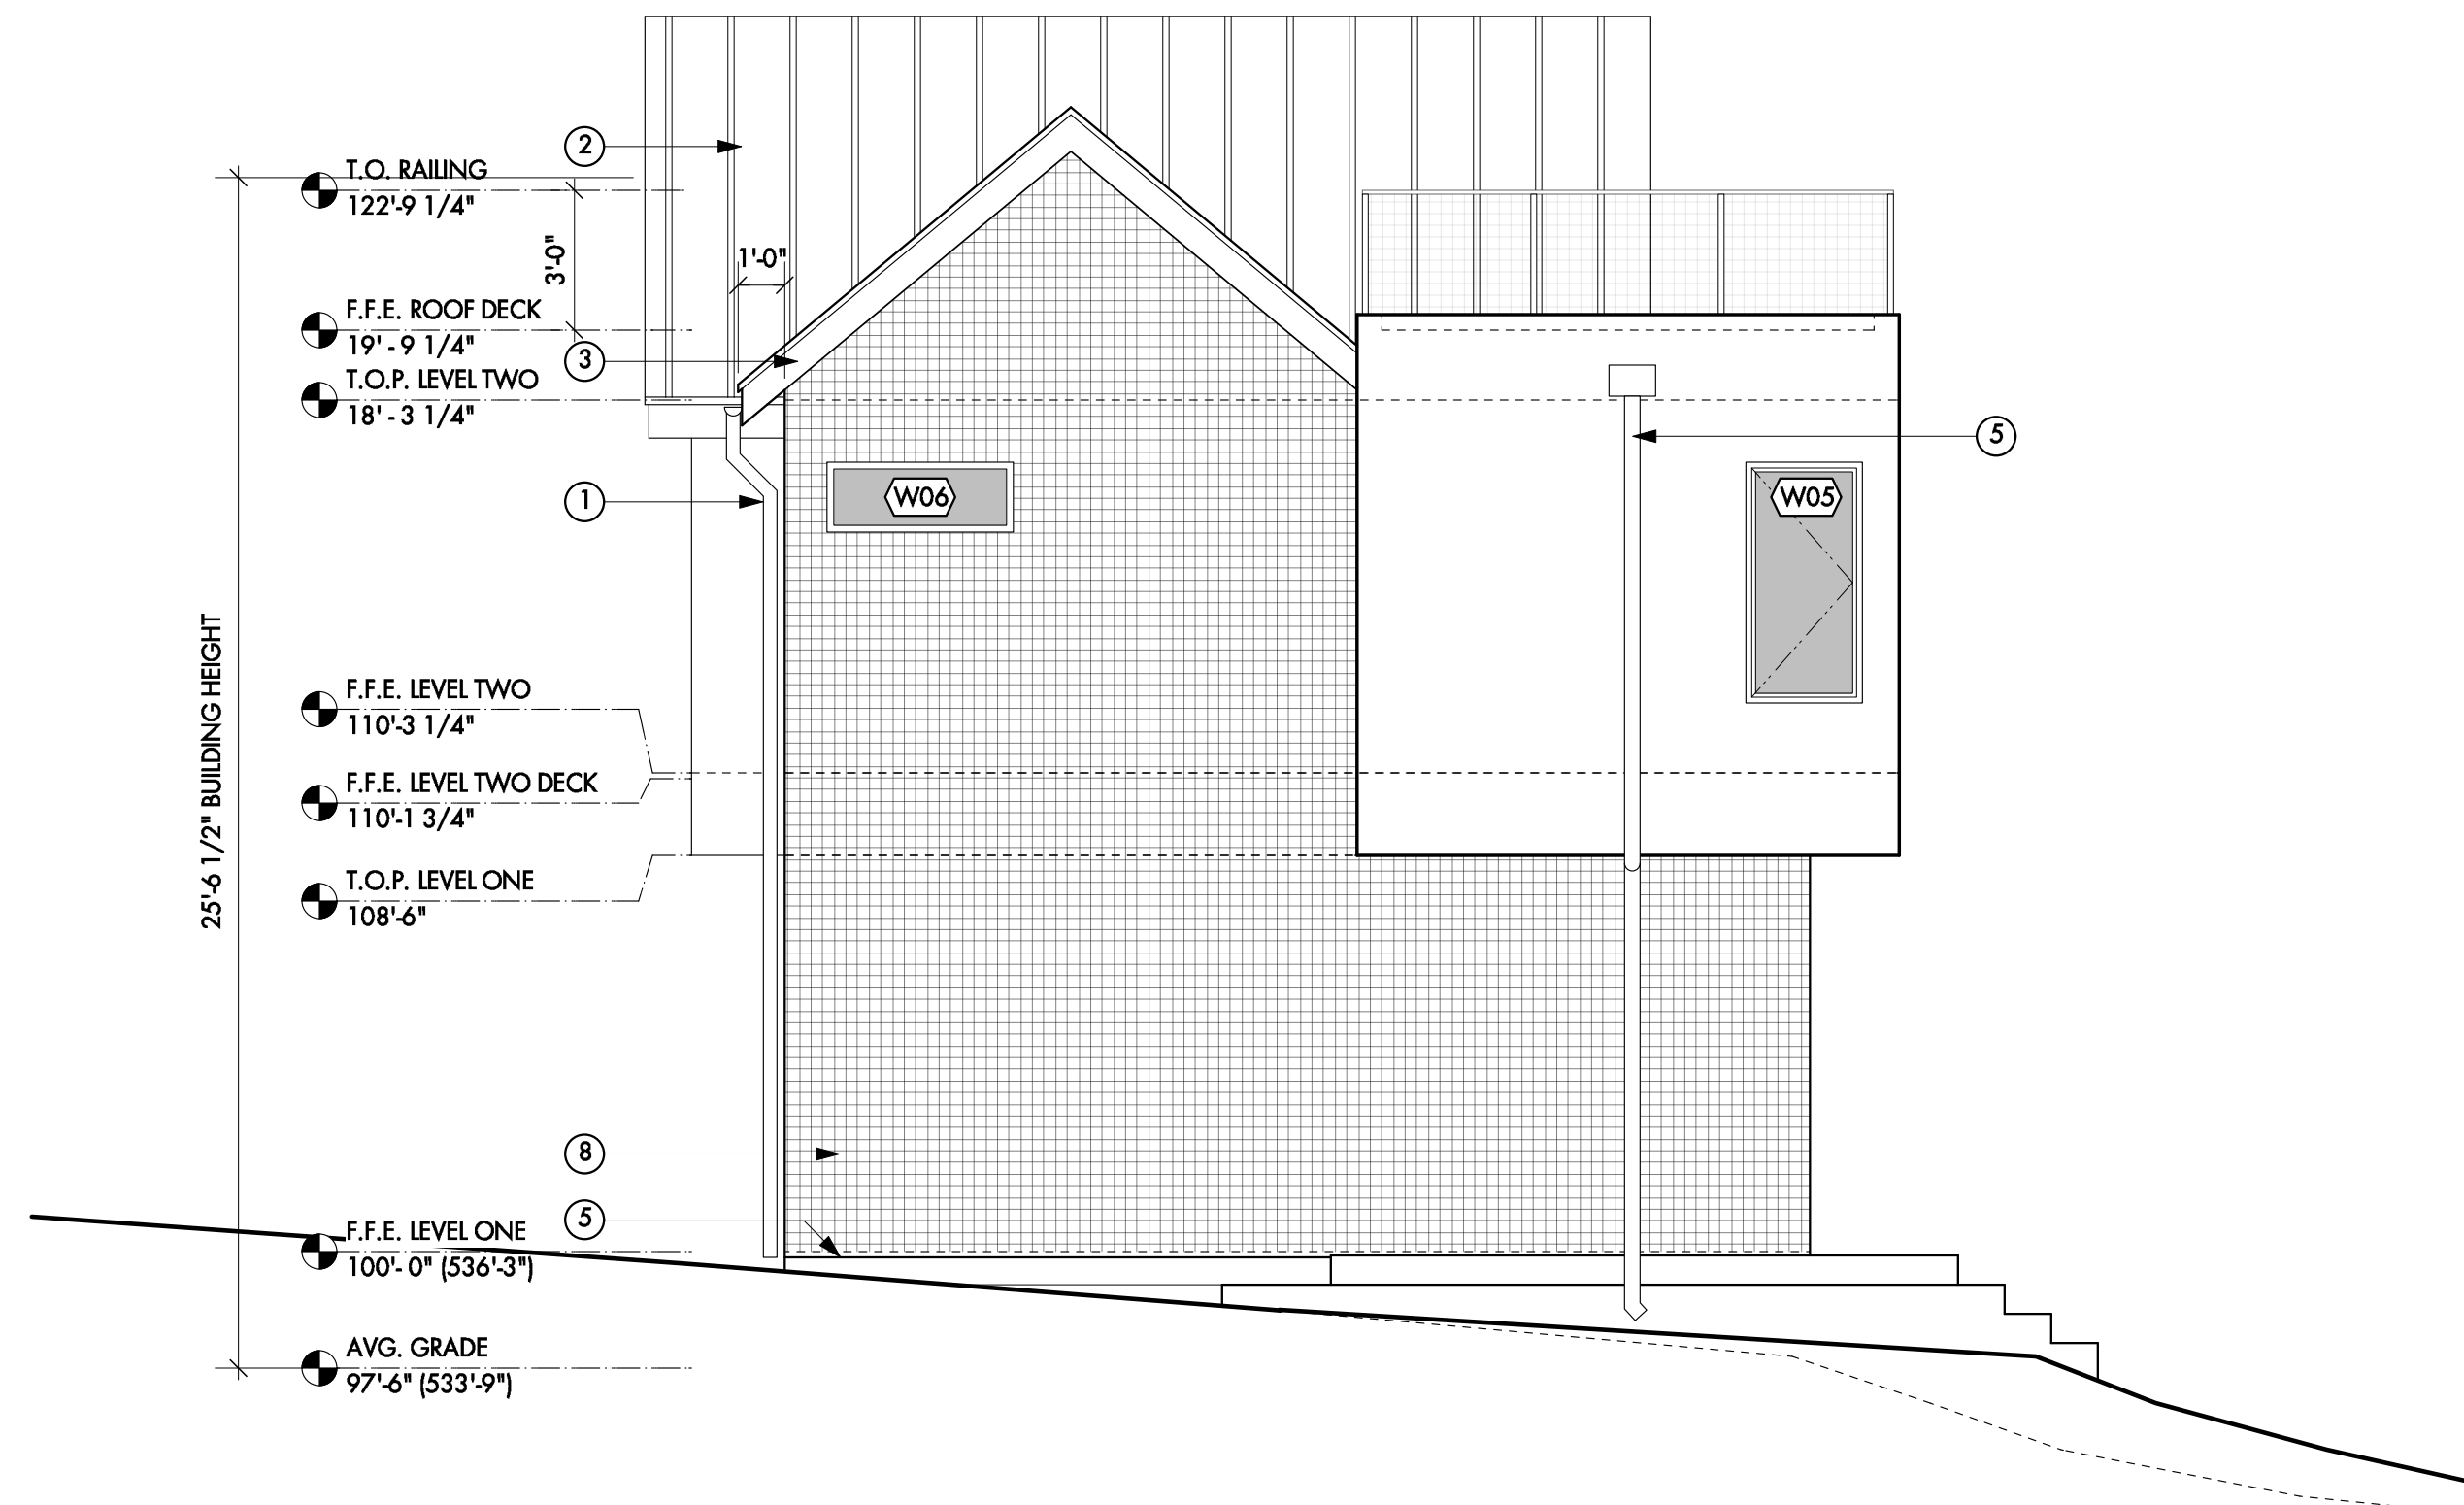 2
T.O. RAILING
122'-9 1/4"
3'-0"
1'-0"
F.F.E. ROOF DECK
19' - 9 1/4"
3
T.O.P. LEVEL TWO
18' - 3 1/4"
5
1
W06
W05
25'-6 1/2" BUILDING HEIGHT
F.F.E. LEVEL TWO
110'-3 1/4"
F.F.E. LEVEL TWO DECK
110'-1 3/4"
T.O.P. LEVEL ONE
108'-6"
8
5
F.F.E. LEVEL ONE
100'- 0" (536'-3")
AVG. GRADE
97'-6" (533'-9")